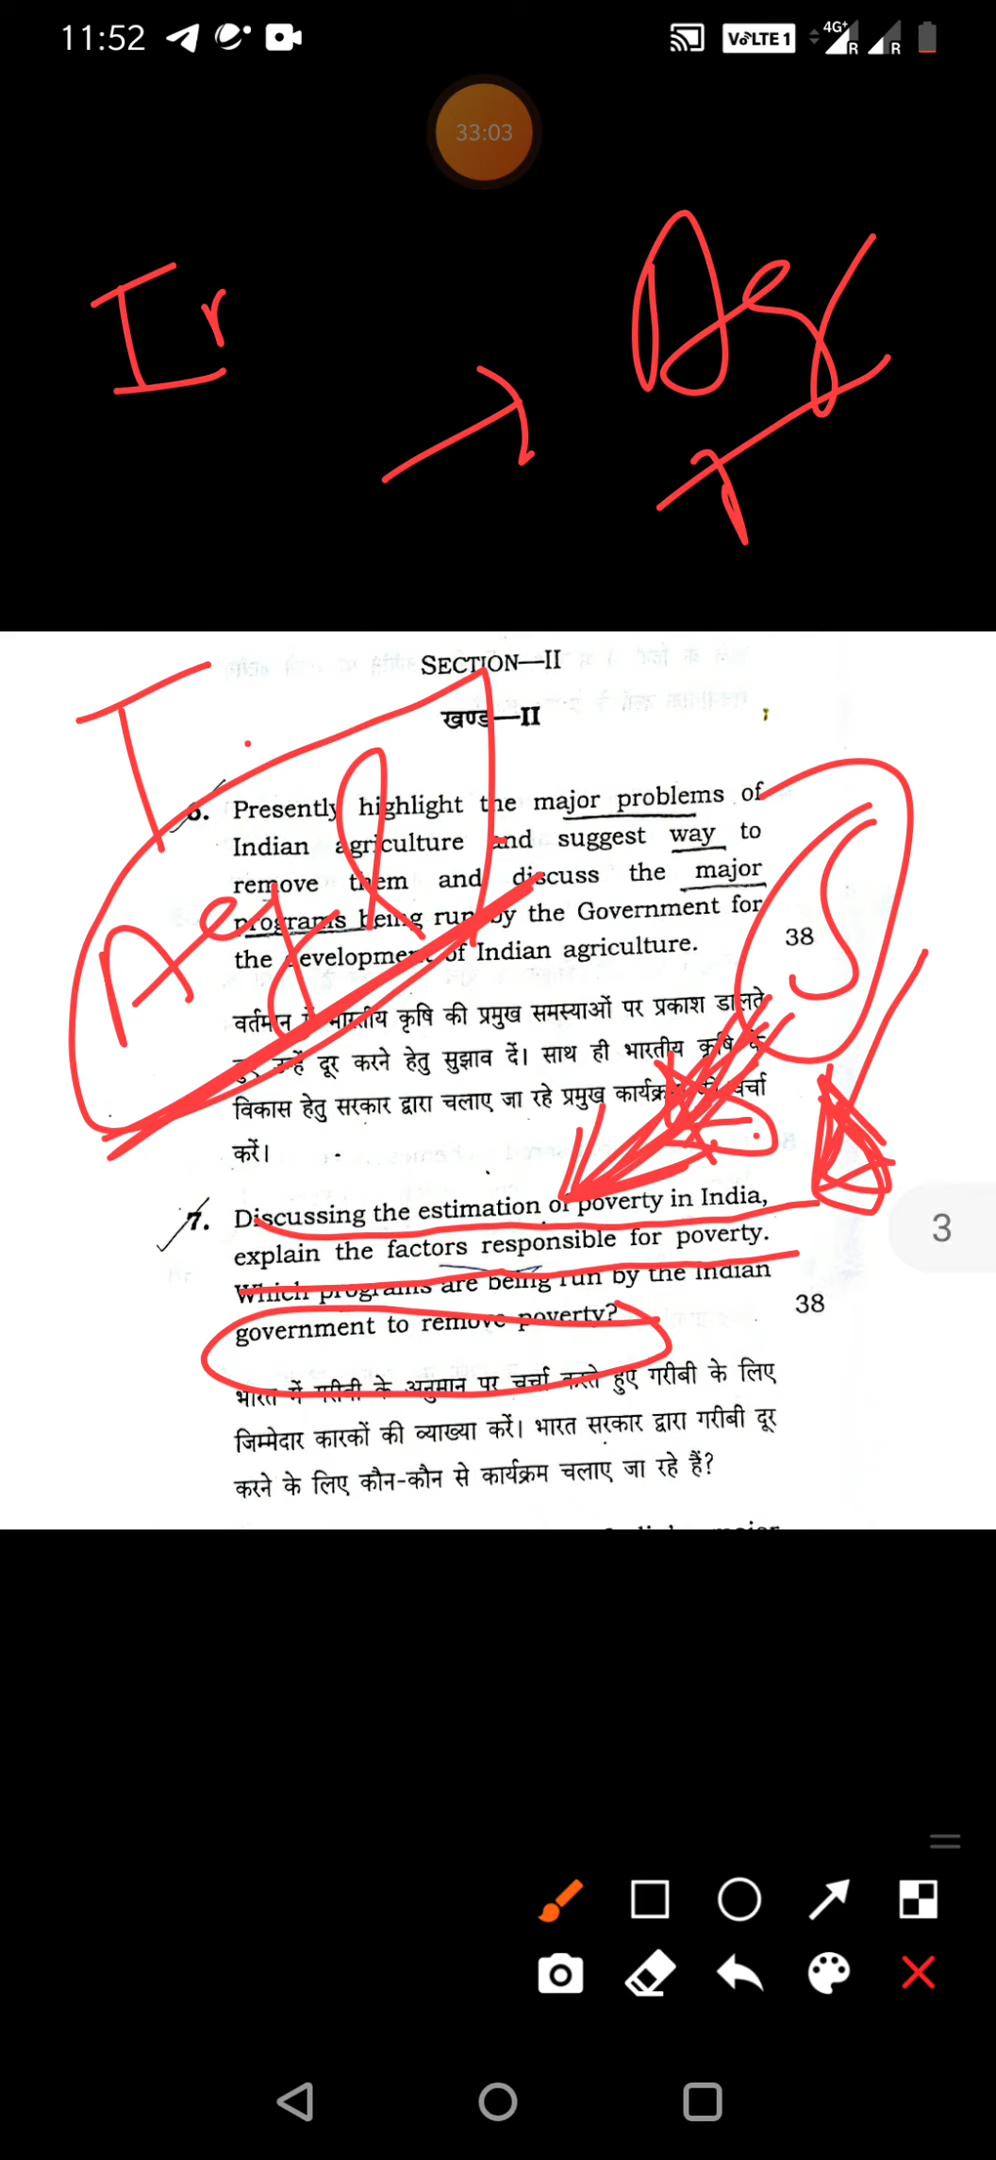 11:52
VoLTE 1
4G+
R
R
33:03
Ir
SECTION—II
खण्ड—II
6. Presently highlight the major problems of
Indian agriculture and suggest way to
remove them and discuss the major
programs being run by the Government for
the development of Indian agriculture. 38
वर्तमान में भारतीय कृषि की प्रमुख समस्याओं पर प्रकाश डालते
हुए उन्हें दूर करने हेतु सुझाव दें। साथ ही भारतीय कृषि के
विकास हेतु सरकार द्वारा चलाए जा रहे प्रमुख कार्यक्रमों की चर्चा
करें।
7. Discussing the estimation of poverty in India,
explain the factors responsible for poverty.
Which programs are being run by the Indian
government to remove poverty? 38
भारत में गरीबी के अनुमान पर चर्चा करते हुए गरीबी के लिए
जिम्मेदार कारकों की व्याख्या करें। भारत सरकार द्वारा गरीबी दूर
करने के लिए कौन-कौन से कार्यक्रम चलाए जा रहे हैं?
3